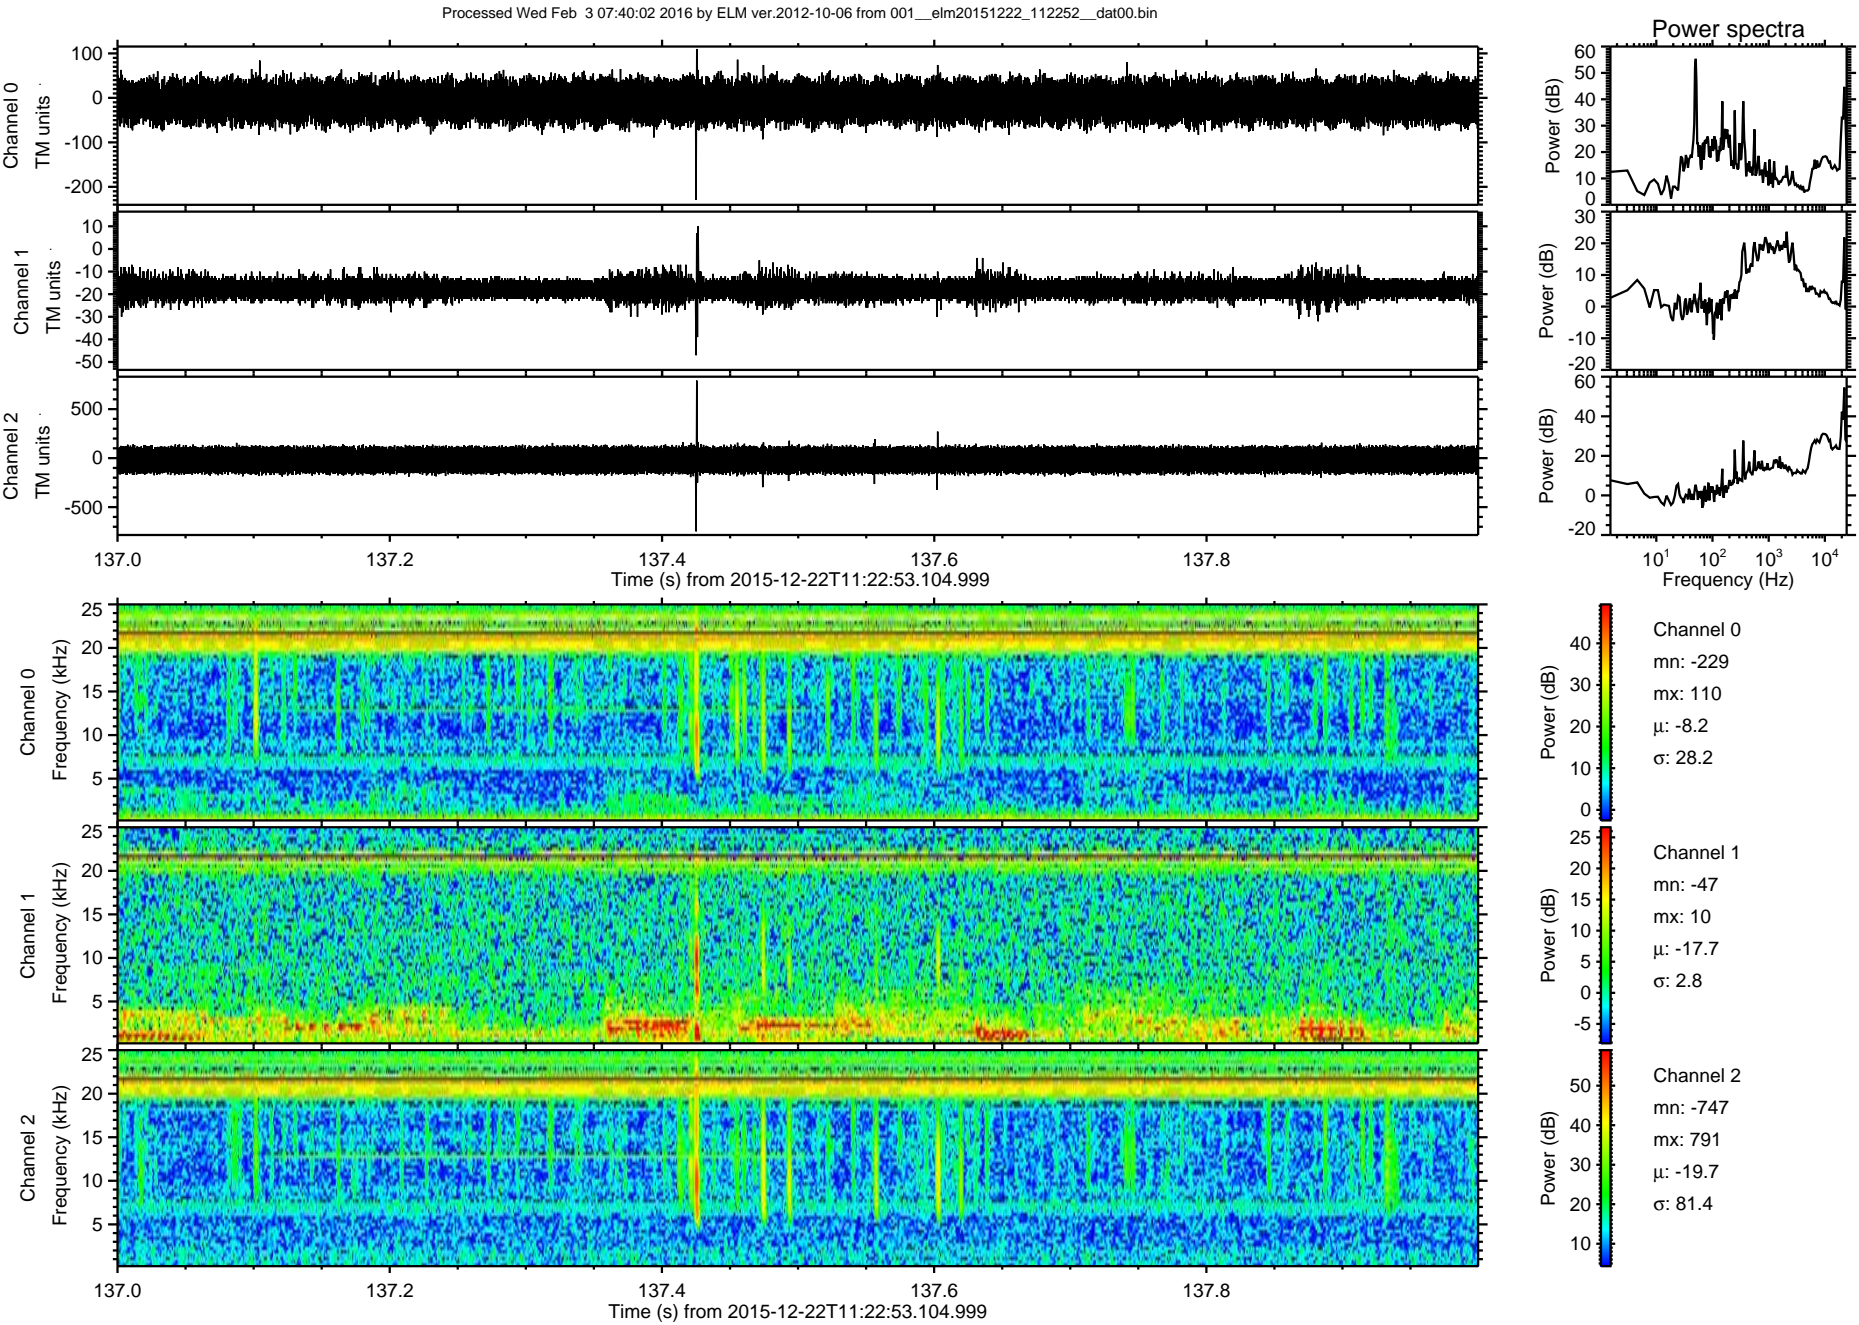 Processed Wed Feb  3 07:40:02 2016 by ELM ver.2012-10-06 from 001__elm20151222_112252__dat00.bin
Power spectra
Channel 0
TM units
100
0
-100
-200
Power (dB)
60
50
40
30
20
10
0
Channel 1
TM units
10
0
-10
-20
-30
-40
-50
Power (dB)
30
20
10
0
-10
-20
Channel 2
TM units
500
0
-500
Power (dB)
60
40
20
0
-20
137.0 137.2 137.4 137.6 137.8
Time (s) from 2015-12-22T11:22:53.104.999
10^1 10^2 10^3 10^4
Frequency (Hz)
Channel 0
Frequency (kHz)
25
20
15
10
5
Power (dB)
40
30
20
10
0
Channel 0
mn: -229
mx: 110
μ: -8.2
σ: 28.2
Channel 1
Frequency (kHz)
25
20
15
10
5
Power (dB)
25
20
15
10
5
0
-5
Channel 1
mn: -47
mx: 10
μ: -17.7
σ: 2.8
Channel 2
Frequency (kHz)
25
20
15
10
5
Power (dB)
50
40
30
20
10
Channel 2
mn: -747
mx: 791
μ: -19.7
σ: 81.4
137.0 137.2 137.4 137.6 137.8
Time (s) from 2015-12-22T11:22:53.104.999